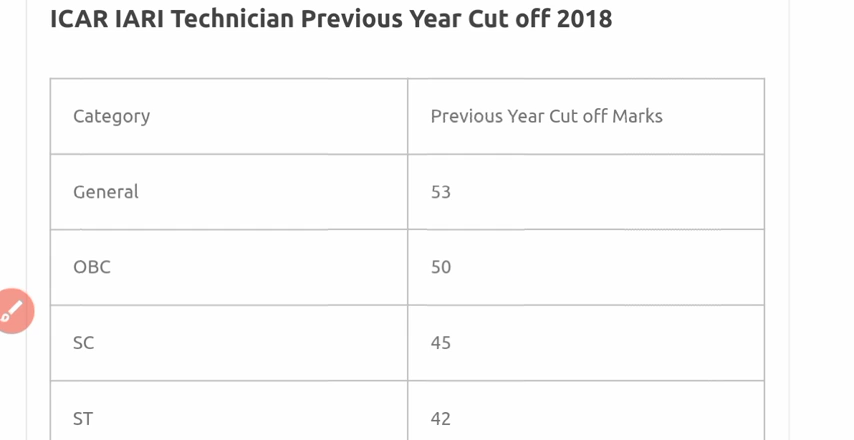 ICAR IARI Technician Previous Year Cut off 2018
Category Previous Year Cut off Marks
General 53
OBC 50
SC 45
ST 42